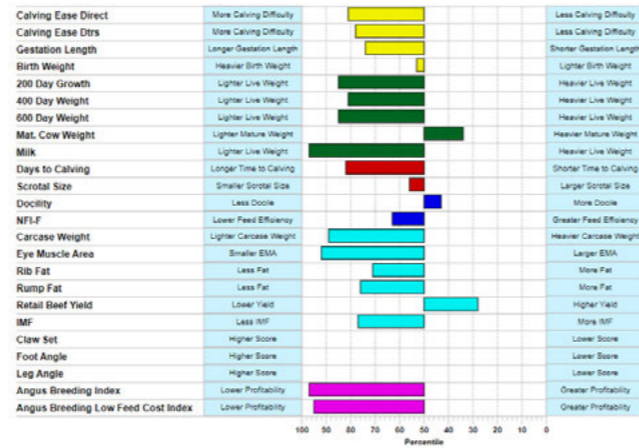 Calving Ease Direct More Calving Difficulty Less Calving Difficulty
Calving Ease Dtrs More Calving Difficulty Less Calving Difficulty
Gestation Length Longer Gestation Length Shorter Gestation Length
Birth Weight Heavier Birth Weight Lighter Birth Weight
200 Day Growth Lighter Live Weight Heavier Live Weight
400 Day Weight Lighter Live Weight Heavier Live Weight
600 Day Weight Lighter Live Weight Heavier Live Weight
Mat. Cow Weight Lighter Mature Weight Heavier Mature Weight
Milk Lighter Live Weight Heavier Live Weight
Days to Calving Longer Time to Calving Shorter Time to Calving
Scrotal Size Smaller Scrotal Size Larger Scrotal Size
Docility Less Docile More Docile
NFI-F Lower Feed Efficiency Greater Feed Efficiency
Carcase Weight Lighter Carcase Weight Heavier Carcase Weight
Eye Muscle Area Smaller EMA Larger EMA
Rib Fat Less Fat More Fat
Rump Fat Less Fat More Fat
Retail Beef Yield Lower Yield Higher Yield
IMF Less IMF More IMF
Claw Set Higher Score Lower Score
Foot Angle Higher Score Lower Score
Leg Angle Higher Score Lower Score
Angus Breeding Index Lower Profitability Greater Profitability
Angus Breeding Low Feed Cost Index Lower Profitability Greater Profitability
100 90 80 70 60 50 40 30 20 10 0
Percentile